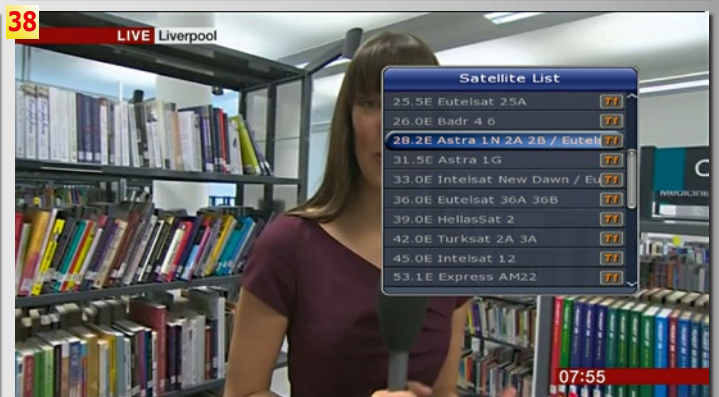 38
LIVE Liverpool
Satellite List
25.5E Eutelsat 25A
26.0E Badr 4 6
28.2E Astra 1N 2A 2B / Eutels
31.5E Astra 1G
33.0E Intelsat New Dawn / Eu
36.0E Eutelsat 36A 36B
39.0E HellasSat 2
42.0E Turksat 2A 3A
45.0E Intelsat 12
53.1E Express AM22
07:55